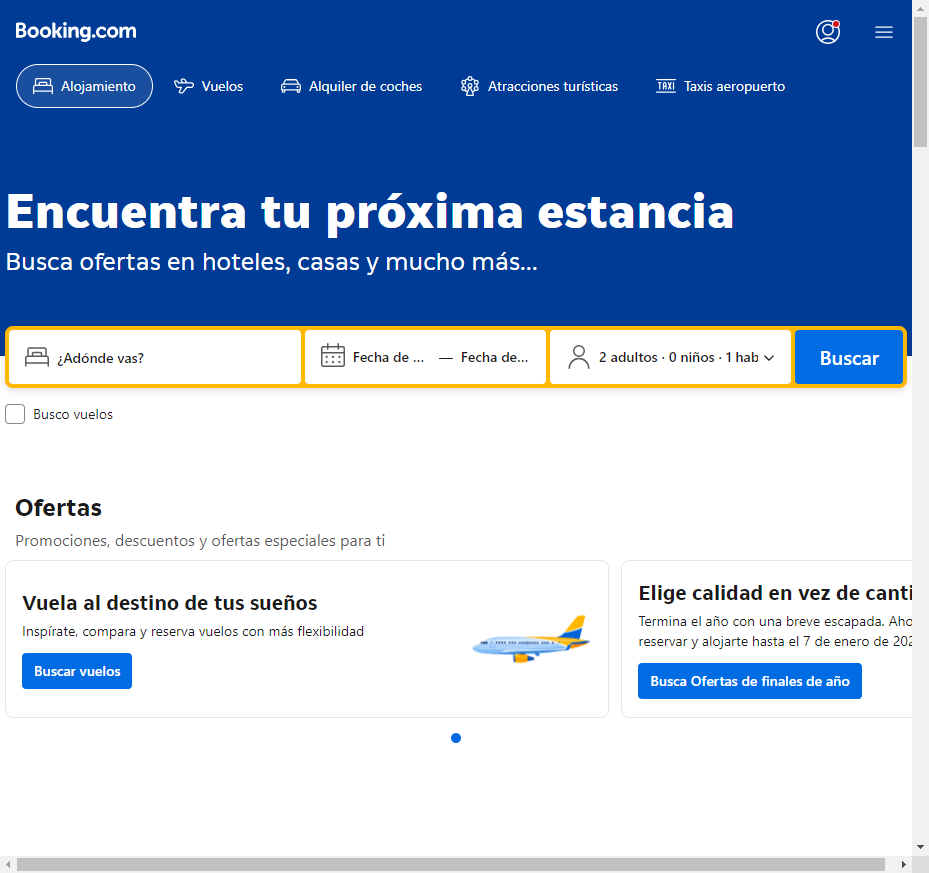 Booking.com
Alojamiento
Vuelos
Alquiler de coches
Atracciones turísticas
TAXI
Taxis aeropuerto
Encuentra tu próxima estancia
Busca ofertas en hoteles, casas y mucho más...
¿Adónde vas?
Fecha de ... — Fecha de...
2 adultos · 0 niños · 1 hab
Buscar
Busco vuelos
Ofertas
Promociones, descuentos y ofertas especiales para ti
Vuela al destino de tus sueños
Inspírate, compara y reserva vuelos con más flexibilidad
Buscar vuelos
Elige calidad en vez de canti
Termina el año con una breve escapada. Aho
reservar y alojarte hasta el 7 de enero de 202
Busca Ofertas de finales de año